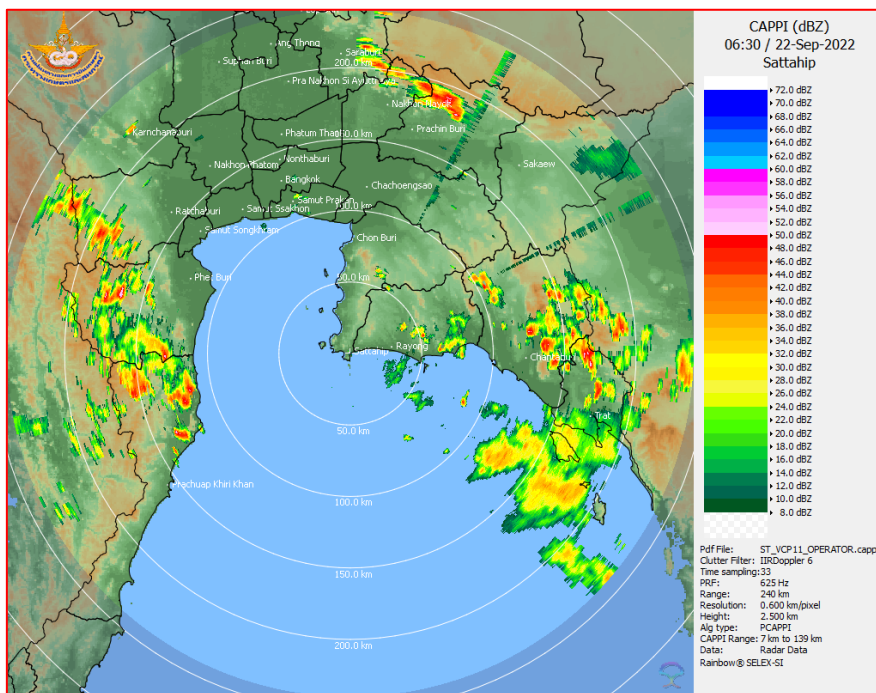 CAPPI (dBZ)
06:30 / 22-Sep-2022
Sattahip
72.0 dBZ
70.0 dBZ
68.0 dBZ
66.0 dBZ
64.0 dBZ
62.0 dBZ
60.0 dBZ
58.0 dBZ
56.0 dBZ
54.0 dBZ
52.0 dBZ
50.0 dBZ
48.0 dBZ
46.0 dBZ
44.0 dBZ
42.0 dBZ
40.0 dBZ
38.0 dBZ
36.0 dBZ
34.0 dBZ
32.0 dBZ
30.0 dBZ
28.0 dBZ
26.0 dBZ
24.0 dBZ
22.0 dBZ
20.0 dBZ
18.0 dBZ
16.0 dBZ
14.0 dBZ
12.0 dBZ
10.0 dBZ
8.0 dBZ
Pdf File: ST_VCP11_OPERATOR.capp
Clutter Filter: IIRDoppler 6
Time sampling: 33
PRF: 625 Hz
Range: 240 km
Resolution: 0.600 km/pixel
Height: 2.500 km
Alg type: PCAPPI
CAPPI Range: 7 km to 139 km
Data: Radar Data
Rainbow® SELEX-SI
Ang Thong
Saraburi
Suphan Buri
200.0 km
Pra Nakhon Si Ayutthaya
Nakhon Nayok
Karnchanaburi
Phatum Thani
Prachin Buri
Nonthaburi
Nakhon Phatom
Sakaew
Bangkok
Chachoengsao
Samut Prakan
Ratchaburi
Samut Ssakhon
Samut Songkhram
Chon Buri
Phet Buri
Sattahip
Rayong
Trat
50.0 km
Prachuap Khiri Khan
100.0 km
150.0 km
200.0 km